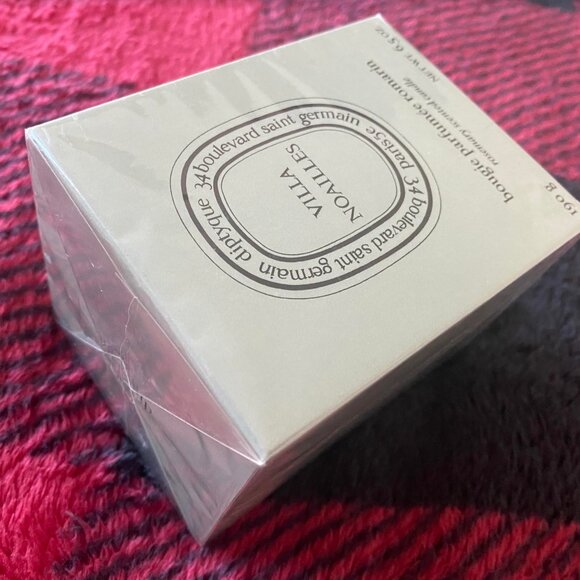 34 boulevard saint germain
paris5e
34 boulevard saint germain
diptyque
VILLA
NOAILLES
bougie parfumée romarin
rosemary scented candle
190 g
NET WT. 6.5 OZ